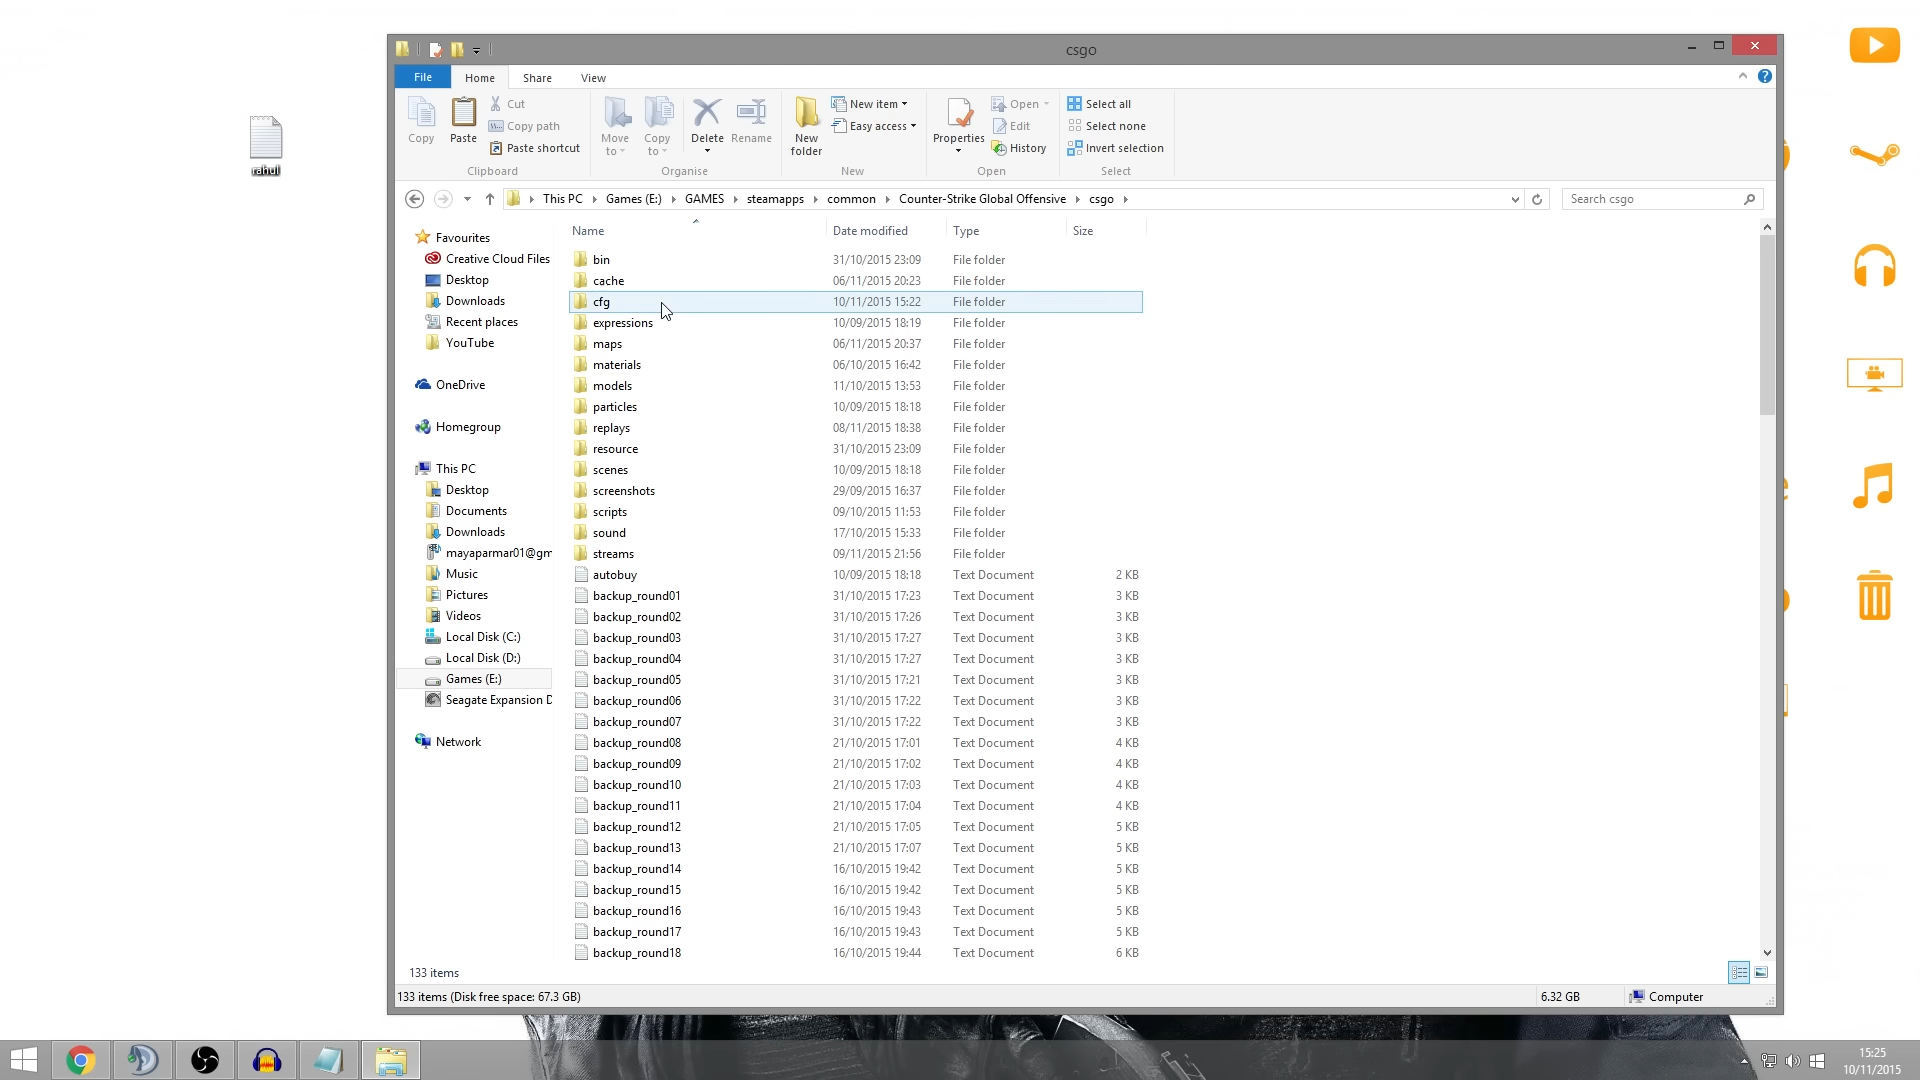 csgo
File Home Share View
Copy
Paste
Cut
Copy path
Paste shortcut
Clipboard
Move to
Copy to
Delete
Rename
Organise
New folder
New item
Easy access
New
Properties
Open
Edit
History
Open
Select all
Select none
Invert selection
Select
This PC Games (E:) GAMES steamapps common Counter-Strike Global Offensive csgo
Search csgo
Favourites
Creative Cloud Files
Desktop
Downloads
Recent places
YouTube
OneDrive
Homegroup
This PC
Desktop
Documents
Downloads
mayaparmar01@gm
Music
Pictures
Videos
Local Disk (C:)
Local Disk (D:)
Games (E:)
Seagate Expansion D
Network
Name Date modified Type Size
bin 31/10/2015 23:09 File folder
cache 06/11/2015 20:23 File folder
cfg 10/11/2015 15:22 File folder
expressions 10/09/2015 18:19 File folder
maps 06/11/2015 20:37 File folder
materials 06/10/2015 16:42 File folder
models 11/10/2015 13:53 File folder
particles 10/09/2015 18:18 File folder
replays 08/11/2015 18:38 File folder
resource 31/10/2015 23:09 File folder
scenes 10/09/2015 18:18 File folder
screenshots 29/09/2015 16:37 File folder
scripts 09/10/2015 11:53 File folder
sound 17/10/2015 15:33 File folder
streams 09/11/2015 21:56 File folder
autobuy 10/09/2015 18:18 Text Document 2 KB
backup_round01 31/10/2015 17:23 Text Document 3 KB
backup_round02 31/10/2015 17:26 Text Document 3 KB
backup_round03 31/10/2015 17:27 Text Document 3 KB
backup_round04 31/10/2015 17:27 Text Document 3 KB
backup_round05 31/10/2015 17:21 Text Document 3 KB
backup_round06 31/10/2015 17:22 Text Document 3 KB
backup_round07 31/10/2015 17:22 Text Document 3 KB
backup_round08 21/10/2015 17:01 Text Document 4 KB
backup_round09 21/10/2015 17:02 Text Document 4 KB
backup_round10 21/10/2015 17:03 Text Document 4 KB
backup_round11 21/10/2015 17:04 Text Document 4 KB
backup_round12 21/10/2015 17:05 Text Document 5 KB
backup_round13 21/10/2015 17:07 Text Document 5 KB
backup_round14 16/10/2015 19:42 Text Document 5 KB
backup_round15 16/10/2015 19:42 Text Document 5 KB
backup_round16 16/10/2015 19:43 Text Document 5 KB
backup_round17 16/10/2015 19:43 Text Document 5 KB
backup_round18 16/10/2015 19:44 Text Document 6 KB
133 items
133 items (Disk free space: 67.3 GB) 6.32 GB Computer
rahul
15:25
10/11/2015